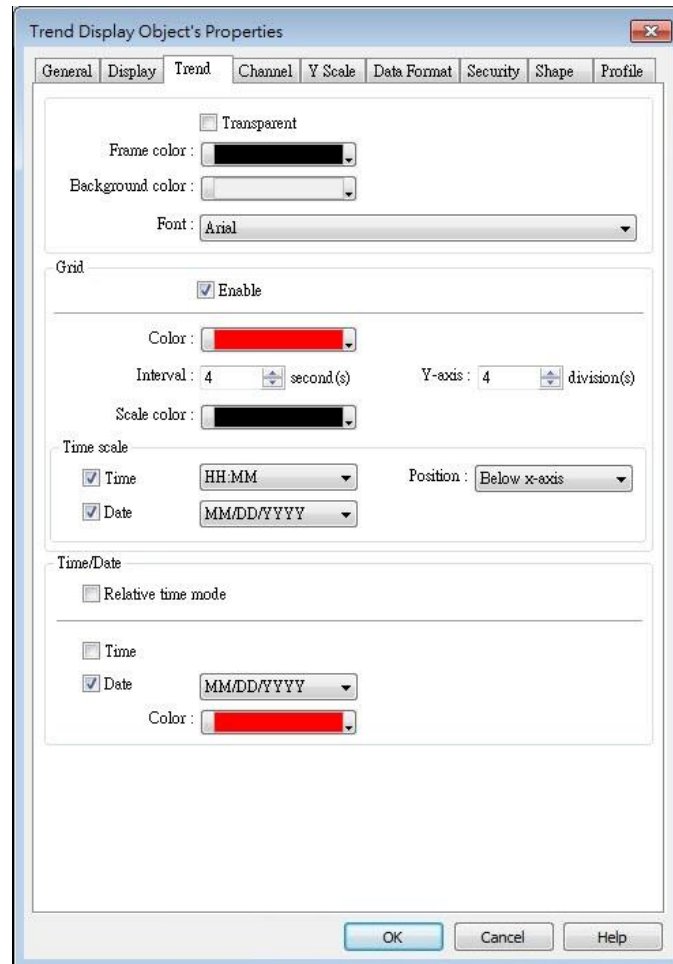 Trend Display Object's Properties
General Display Trend Channel Y Scale Data Format Security Shape Profile
Transparent
Frame color :
Background color :
Font : Arial
Grid
Enable
Color :
Interval : 4 second(s) Y-axis : 4 division(s)
Scale color :
Time scale
Time HH:MM Position : Below x-axis
Date MM/DD/YYYY
Time/Date
Relative time mode
Time
Date MM/DD/YYYY
Color :
OK Cancel Help